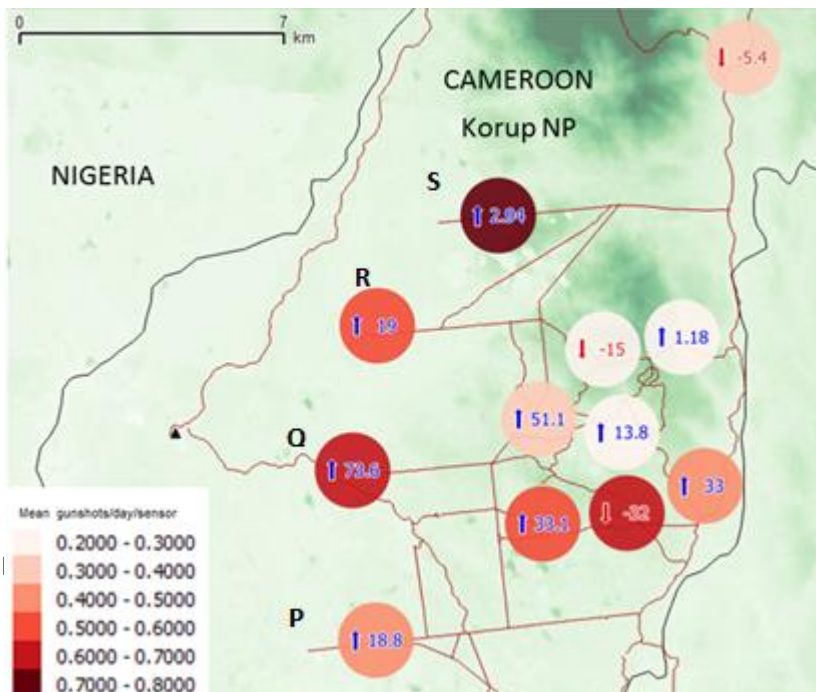 0
7
km
-5.4
CAMEROON
Korup NP
NIGERIA
S
2.94
R
19
-15
1.18
51.1
13.8
Q
73.6
33
33.1
-32
P
18.8
Mean gunshots/day/sensor
0.2000 - 0.3000
0.3000 - 0.4000
0.4000 - 0.5000
0.5000 - 0.6000
0.6000 - 0.7000
0.7000 - 0.8000